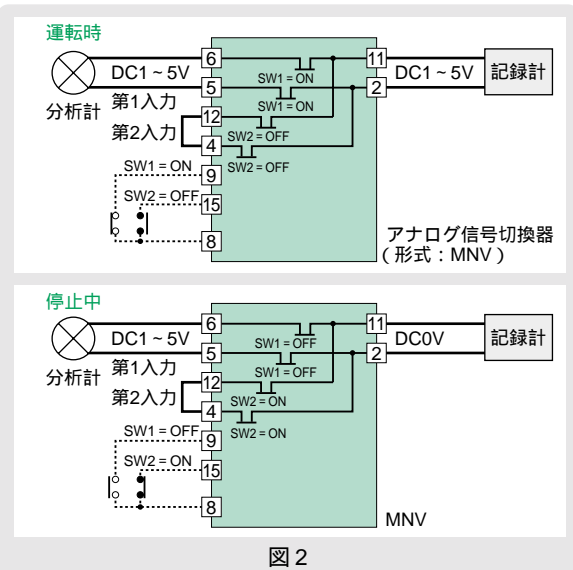 運転時
6
11
DC1～5V
SW1=ON
DC1～5V
記録計
5
2
分析計
第1入力
SW1=ON
12
第2入力
SW2=OFF
4
SW1=ON
SW2=OFF
9
SW2=OFF
15
アナログ信号切換器
8
（形式：MNV）
停止中
6
11
DC1～5V
SW1=OFF
DC0V
記録計
5
2
分析計
第1入力
SW1=OFF
12
第2入力
SW2=ON
4
SW1=OFF
SW2=ON
9
SW2=ON
15
8
MNV
図2